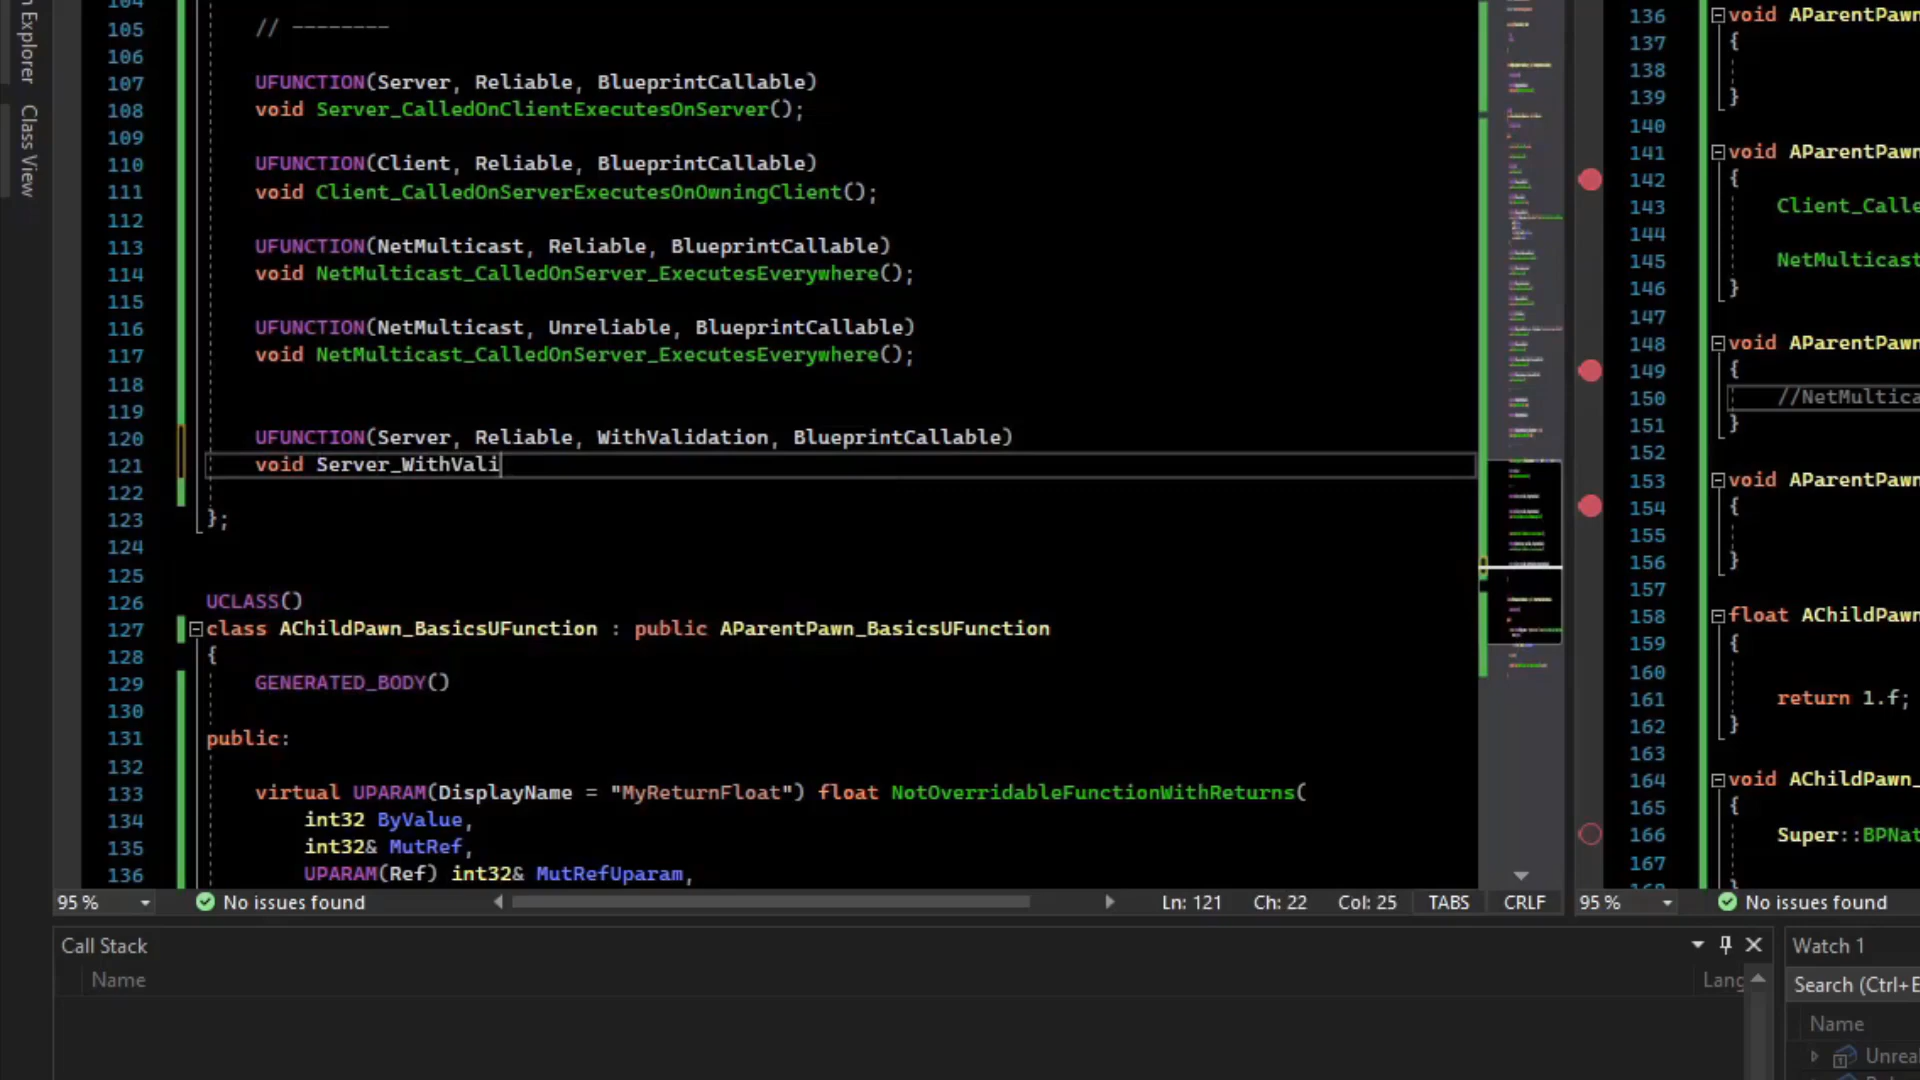 Explorer
Class View
104
105 // --------
106
107 UFUNCTION(Server, Reliable, BlueprintCallable)
108 void Server_CalledOnClientExecutesOnServer();
109
110 UFUNCTION(Client, Reliable, BlueprintCallable)
111 void Client_CalledOnServerExecutesOnOwningClient();
112
113 UFUNCTION(NetMulticast, Reliable, BlueprintCallable)
114 void NetMulticast_CalledOnServer_ExecutesEverywhere();
115
116 UFUNCTION(NetMulticast, Unreliable, BlueprintCallable)
117 void NetMulticast_CalledOnServer_ExecutesEverywhere();
118
119
120 UFUNCTION(Server, Reliable, WithValidation, BlueprintCallable)
121 void Server_WithVali
122
123 };
124
125
126 UCLASS()
127 class AChildPawn_BasicsUFunction : public AParentPawn_BasicsUFunction
128 {
129 GENERATED_BODY()
130
131 public:
132
133 virtual UPARAM(DisplayName = "MyReturnFloat") float NotOverridableFunctionWithReturns(
134 int32 ByValue,
135 int32& MutRef,
136 UPARAM(Ref) int32& MutRefUparam,
95 % No issues found Ln: 121 Ch: 22 Col: 25 TABS CRLF
136 void AParentPawn
137 {
138
139 }
140
141 void AParentPawn
142 {
143 Client_Calle
144
145 NetMulticast
146 }
147
148 void AParentPawn
149 {
150 //NetMultica
151 }
152
153 void AParentPawn
154 {
155
156 }
157
158 float AChildPawn
159 {
160
161 return 1.f;
162 }
163
164 void AChildPawn_
165 {
166 Super::BPNat
167
95 % No issues found
Call Stack
Name Lang
Watch 1
Search (Ctrl+E
Name
Unrea